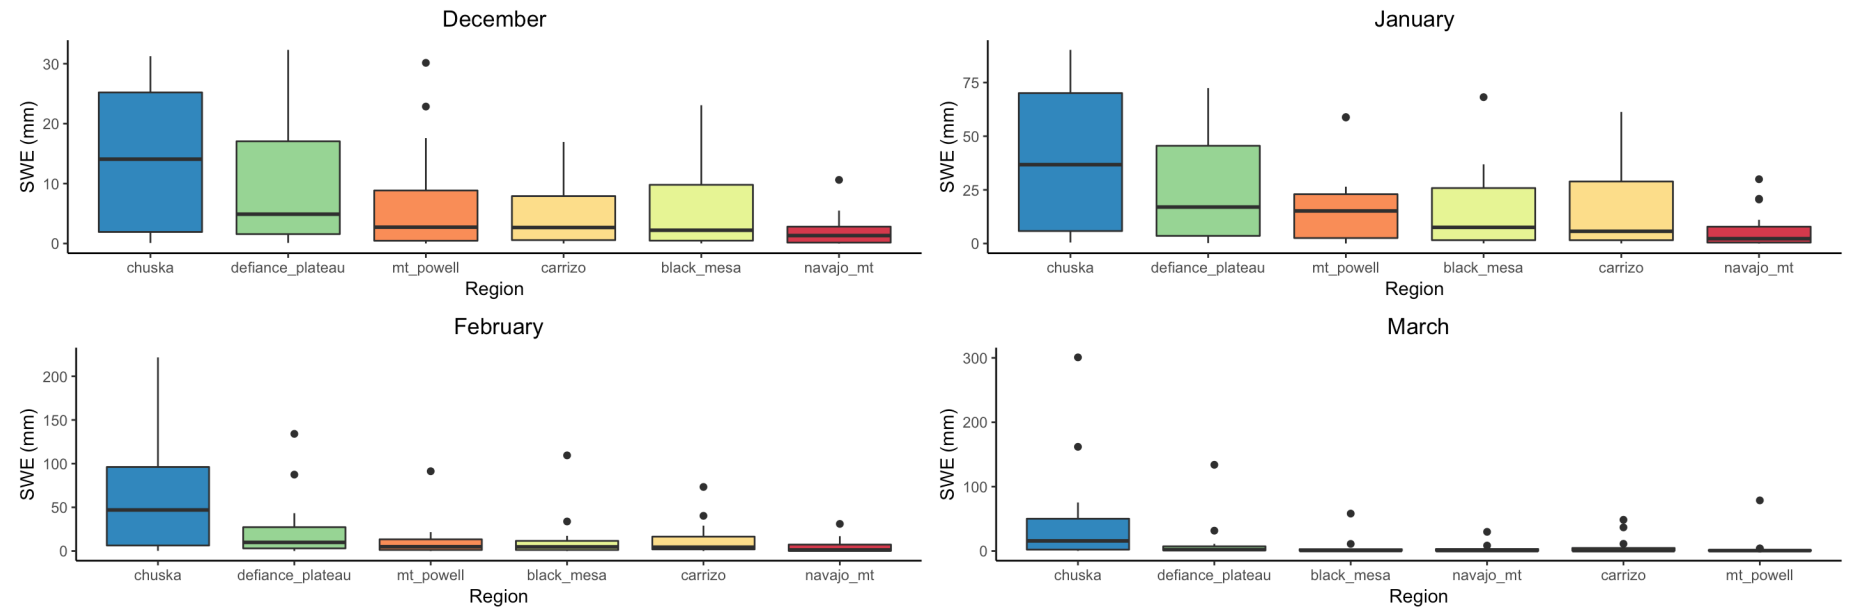 December
SWE (mm)
30
20
10
0
chuska defiance_plateau mt_powell carrizo black_mesa navajo_mt
Region
January
SWE (mm)
75
50
25
0
chuska defiance_plateau mt_powell black_mesa carrizo navajo_mt
Region
February
SWE (mm)
200
150
100
50
0
chuska defiance_plateau mt_powell black_mesa carrizo navajo_mt
Region
March
SWE (mm)
300
200
100
0
chuska defiance_plateau black_mesa navajo_mt carrizo mt_powell
Region